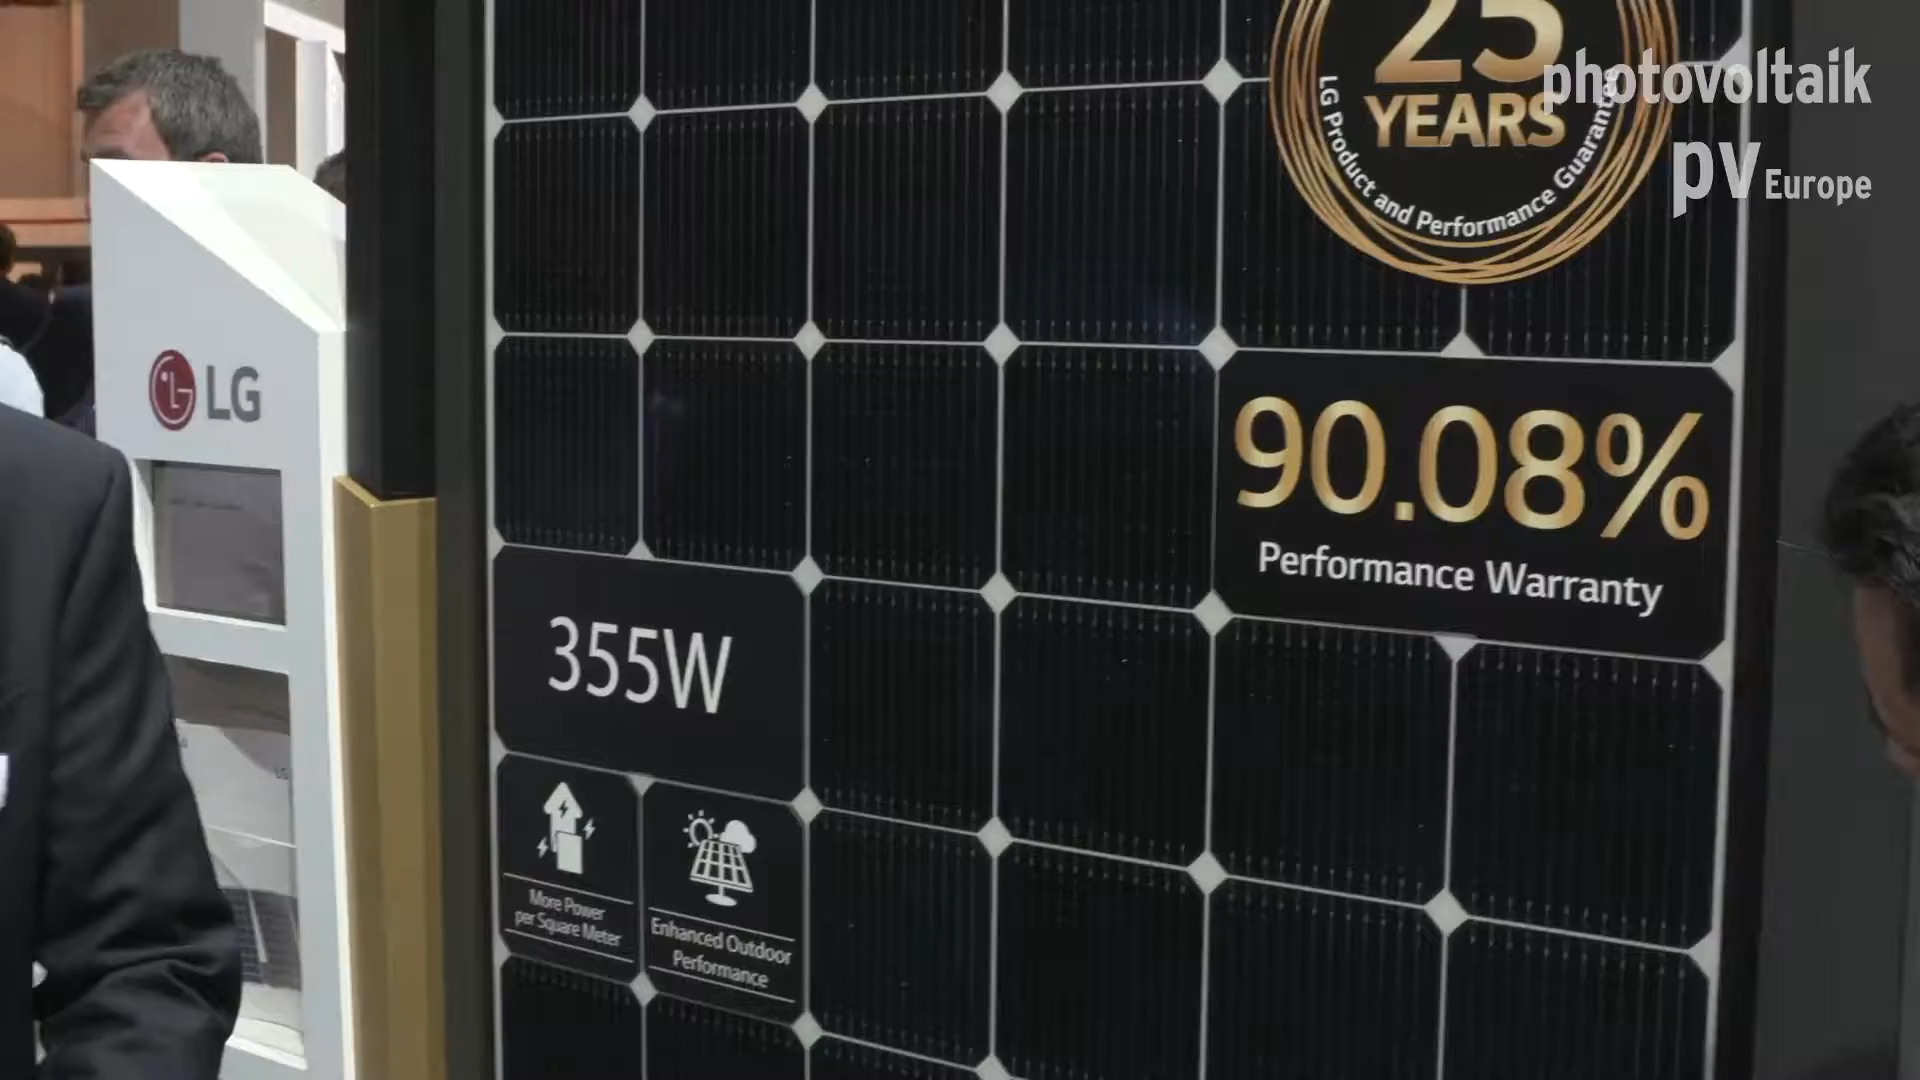 25
YEARS
LG Product and Performance Guarantee
photovoltaik
pv Europe
LG
90.08%
Performance Warranty
355W
More Power
per Square Meter
Enhanced Outdoor
Performance
LG